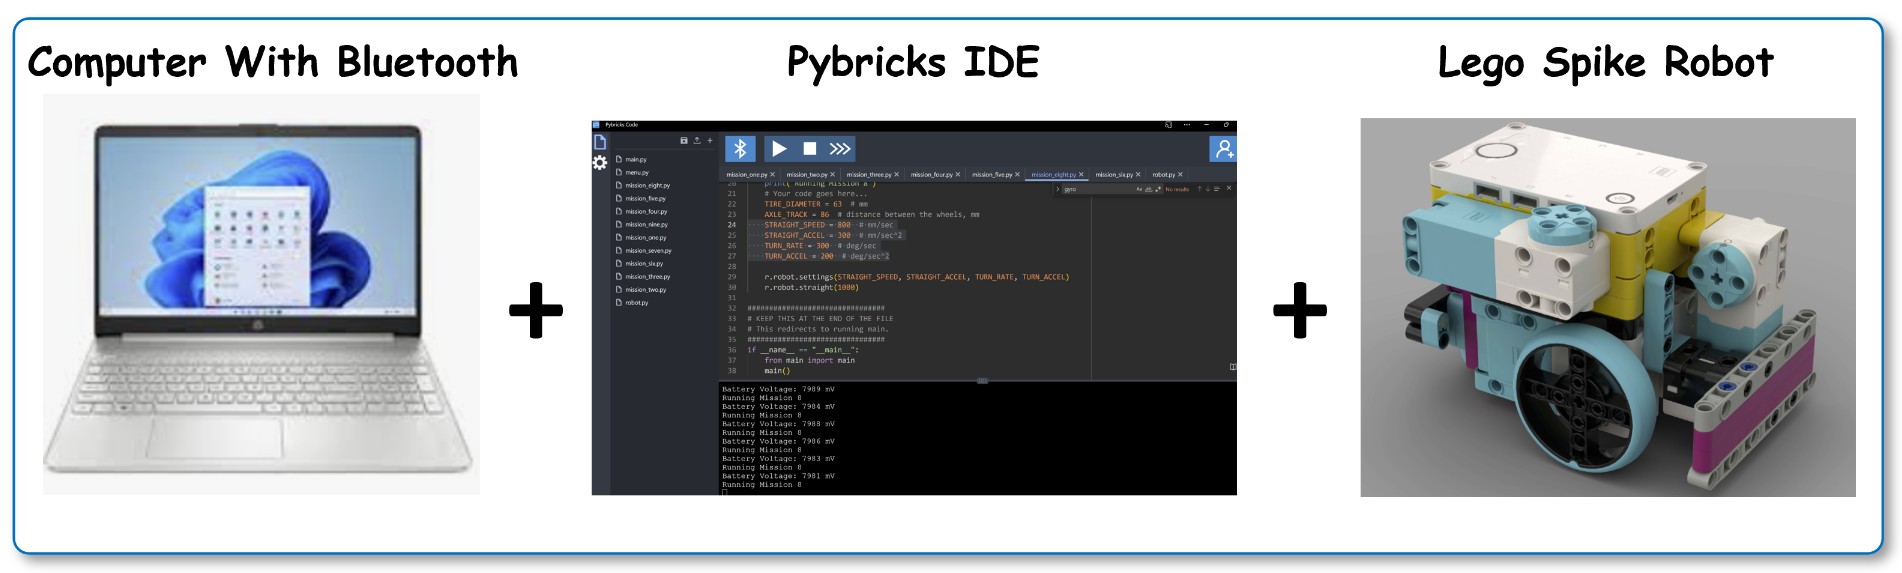 Computer With Bluetooth
Pybricks IDE
Lego Spike Robot
Pybricks Code
main.py
menu.py
mission_eight.py
mission_five.py
mission_four.py
mission_nine.py
mission_one.py
mission_seven.py
mission_six.py
mission_three.py
mission_two.py
robot.py
mission_one.py mission_two.py mission_three.py mission_four.py mission_five.py mission_eight.py mission_six.py robot.py
gyro No results
20 print("Running Mission 8")
21 # Your code goes here...
22 TIRE_DIAMETER = 63 # mm
23 AXLE_TRACK = 86 # distance between the wheels, mm
24 STRAIGHT_SPEED = 800 # mm/sec
25 STRAIGHT_ACCEL = 300 # mm/sec^2
26 TURN_RATE = 300 # deg/sec
27 TURN_ACCEL = 200 # deg/sec^2
28
29 r.robot.settings(STRAIGHT_SPEED, STRAIGHT_ACCEL, TURN_RATE, TURN_ACCEL)
30 r.robot.straight(1000)
31
32 ################################
33 # KEEP THIS AT THE END OF THE FILE
34 # This redirects to running main.
35 ################################
36 if __name__ == "__main__":
37 from main import main
38 main()
Battery Voltage: 7989 mV
Running Mission 8
Battery Voltage: 7984 mV
Running Mission 8
Battery Voltage: 7988 mV
Running Mission 8
Battery Voltage: 7986 mV
Running Mission 8
Battery Voltage: 7983 mV
Running Mission 8
Battery Voltage: 7981 mV
Running Mission 8